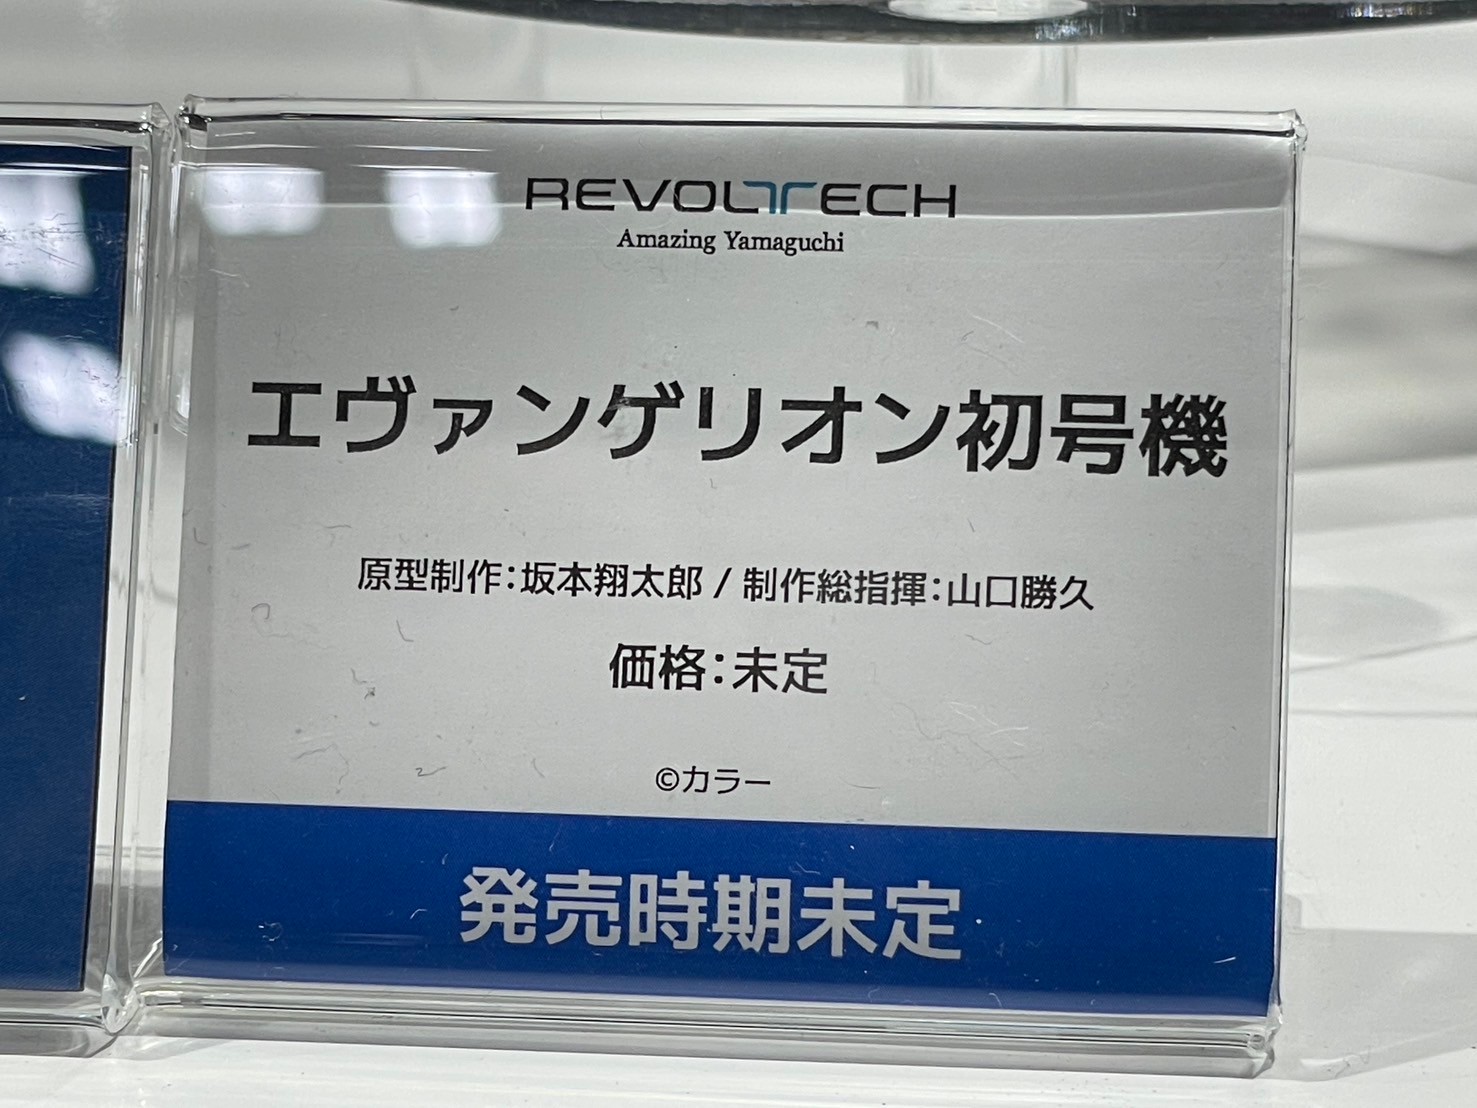 REVOLTECH
Amazing Yamaguchi
エヴァンゲリオン初号機
原型制作：坂本翔太郎 / 制作総指揮：山口勝久
価格：未定
©カラー
発売時期未定